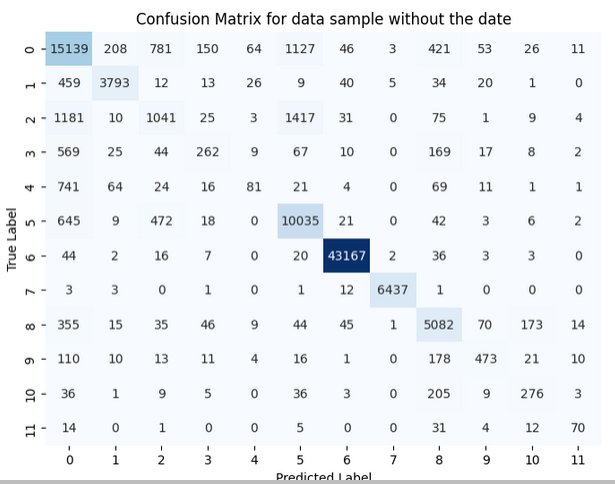 Confusion Matrix for data sample without the date
True Label
0 15139 208 781 150 64 1127 46 3 421 53 26 11
1 459 3793 12 13 26 9 40 5 34 20 1 0
2 1181 10 1041 25 3 1417 31 0 75 1 9 4
3 569 25 44 262 9 67 10 0 169 17 8 2
4 741 64 24 16 81 21 4 0 69 11 1 1
5 645 9 472 18 0 10035 21 0 42 3 6 2
6 44 2 16 7 0 20 43167 2 36 3 3 0
7 3 3 0 1 0 1 12 6437 1 0 0 0
8 355 15 35 46 9 44 45 1 5082 70 173 14
9 110 10 13 11 4 16 1 0 178 473 21 10
10 36 1 9 5 0 36 3 0 205 9 276 3
11 14 0 1 0 0 5 0 0 31 4 12 70
0 1 2 3 4 5 6 7 8 9 10 11
Predicted Label